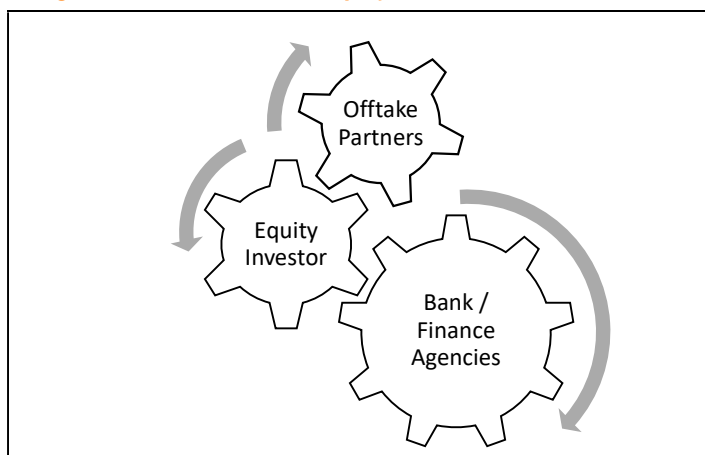 Offtake
Partners
Equity
Investor
Bank /
Finance
Agencies